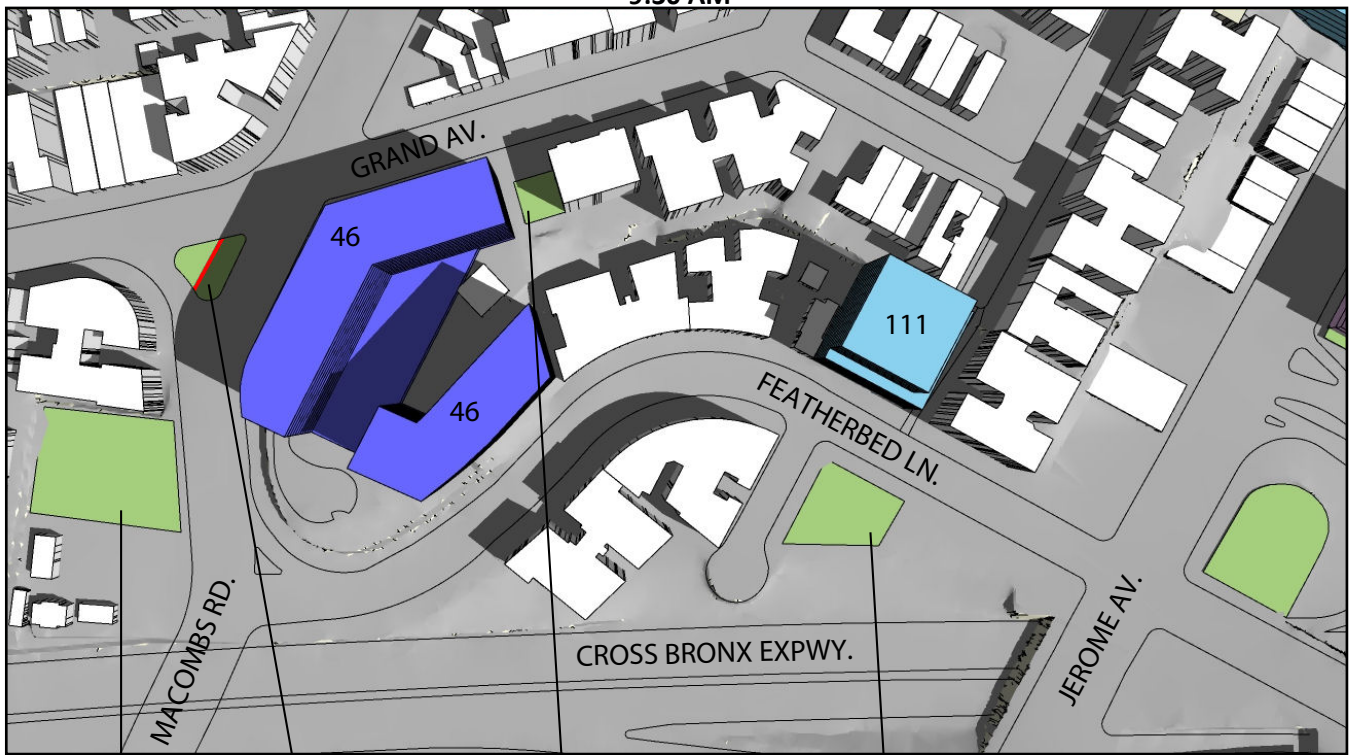 GRAND AV.
46
111
46
FEATHERBED LN.
MACOMBS RD.
CROSS BRONX EXPWY.
JEROME AV.